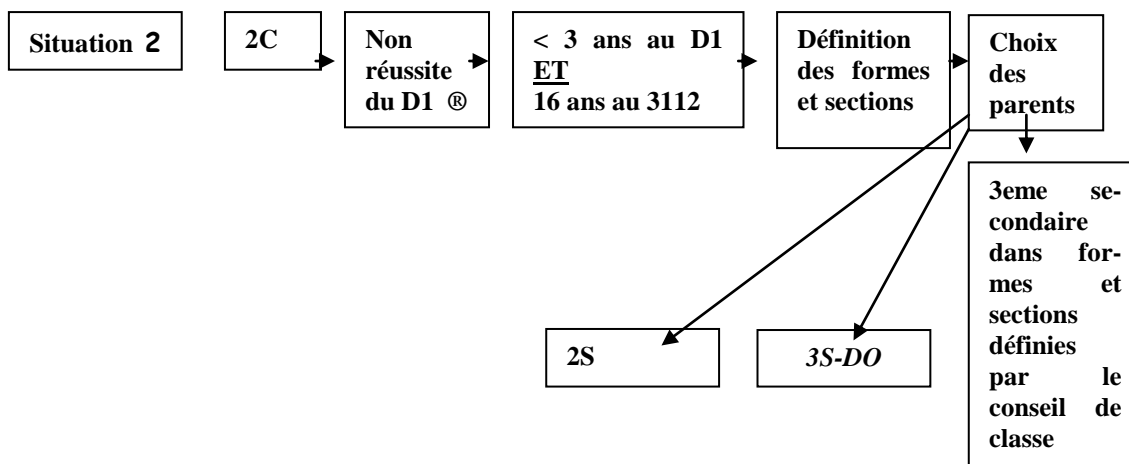 Situation 2
2C
Non
réussite
du D1 ®
< 3 ans au D1
ET
16 ans au 3112
Définition
des formes
et sections
Choix
des
parents
2S
3S-DO
3eme se-
condaire
dans for-
mes et
sections
définies
par le
conseil de
classe